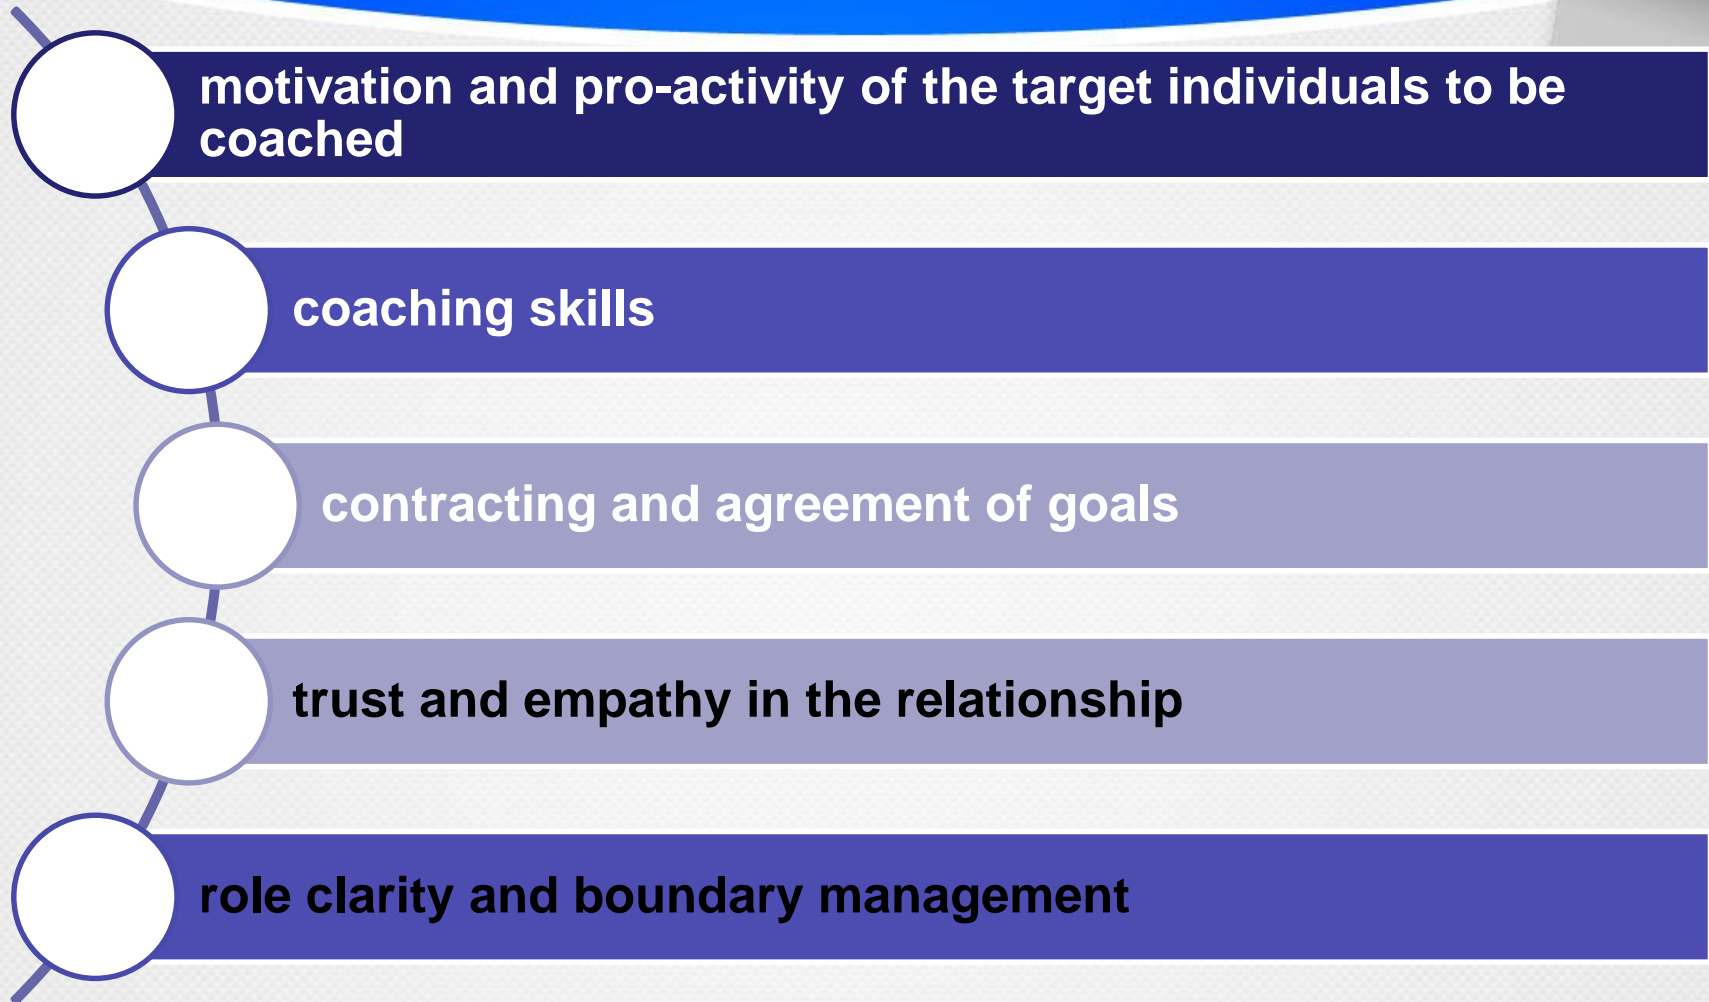 motivation and pro-activity of the target individuals to be
coached
coaching skills
contracting and agreement of goals
trust and empathy in the relationship
role clarity and boundary management